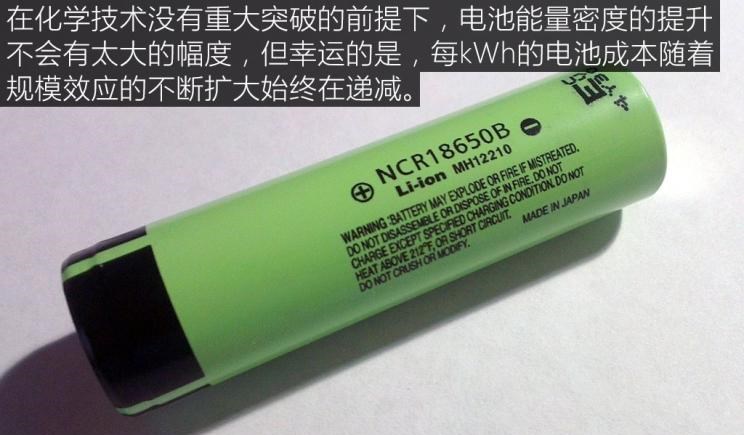 在化学技术没有重大突破的前提下，电池能量密度的提升
不会有太大的幅度，但幸运的是，每kWh的电池成本随着
规模效应的不断扩大始终在递减。
⊕ NCR18650B ⊖
Li-ion MH12210
WARNING:BATTERY MAY EXPLODE OR FIRE IF MISTREATED.
DO NOT DISASSEMBLE OR DISPOSE OF IN FIRE. DO NOT
CHARGE EXCEPT SPECIFIED CHARGING CONDITION. DO NOT
HEAT ABOVE 212°F, OR SHORT CIRCUIT.
DO NOT CRUSH OR MODIFY.
MADE IN JAPAN